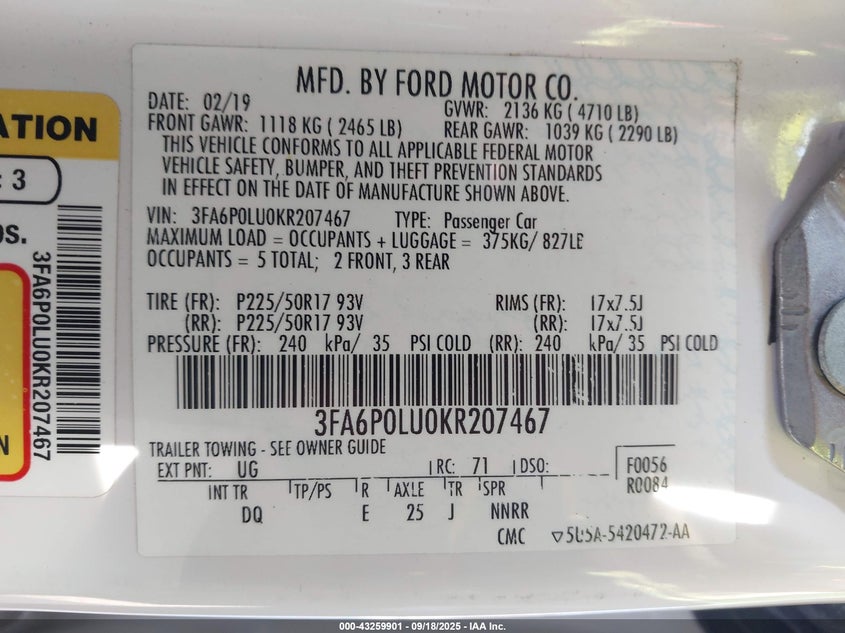 MFD. BY FORD MOTOR CO.
DATE: 02/19 GVWR: 2136 KG ( 4710 LB)
FRONT GAWR: 1118 KG ( 2465 LB) REAR GAWR: 1039 KG ( 2290 LB)
THIS VEHICLE CONFORMS TO ALL APPLICABLE FEDERAL MOTOR
VEHICLE SAFETY, BUMPER, AND THEFT PREVENTION STANDARDS
IN EFFECT ON THE DATE OF MANUFACTURE SHOWN ABOVE.
VIN: 3FA6P0LU0KR207467 TYPE: Passenger Car
MAXIMUM LOAD = OCCUPANTS + LUGGAGE = 375KG/ 827LB
OCCUPANTS = 5 TOTAL; 2 FRONT, 3 REAR
TIRE (FR): P225/50R17 93V RIMS (FR): 17x7.5J
(RR): P225/50R17 93V (RR): 17x7.5J
PRESSURE (FR): 240 kPa/ 35 PSI COLD (RR): 240 kPa/ 35 PSI COLD
3FA6P0LU0KR207467
TRAILER TOWING - SEE OWNER GUIDE
EXT PNT: UG RC: 71 DSO: F0056
R0084
INT TR TP/PS R AXLE TR SPR
DQ E 25 J NNRR
CMC ▽5U5A-5420472-AA
ATION
: 3
os.
3FA6P0LU0KR207467
N
000-43259901 - 09/18/2025 - IAA Inc.